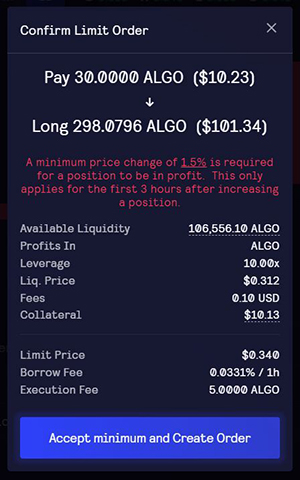 Confirm Limit Order
Pay 30.0000 ALGO ($10.23)
Long 298.0796 ALGO ($101.34)
A minimum price change of 1.5% is required
for a position to be in profit. This only
applies for the first 3 hours after increasing
a position.
Available Liquidity 106,556.10 ALGO
Profits In ALGO
Leverage 10.00x
Liq. Price $0.312
Fees 0.10 USD
Collateral $10.13
Limit Price $0.340
Borrow Fee 0.0331% / 1h
Execution Fee 5.0000 ALGO
Accept minimum and Create Order